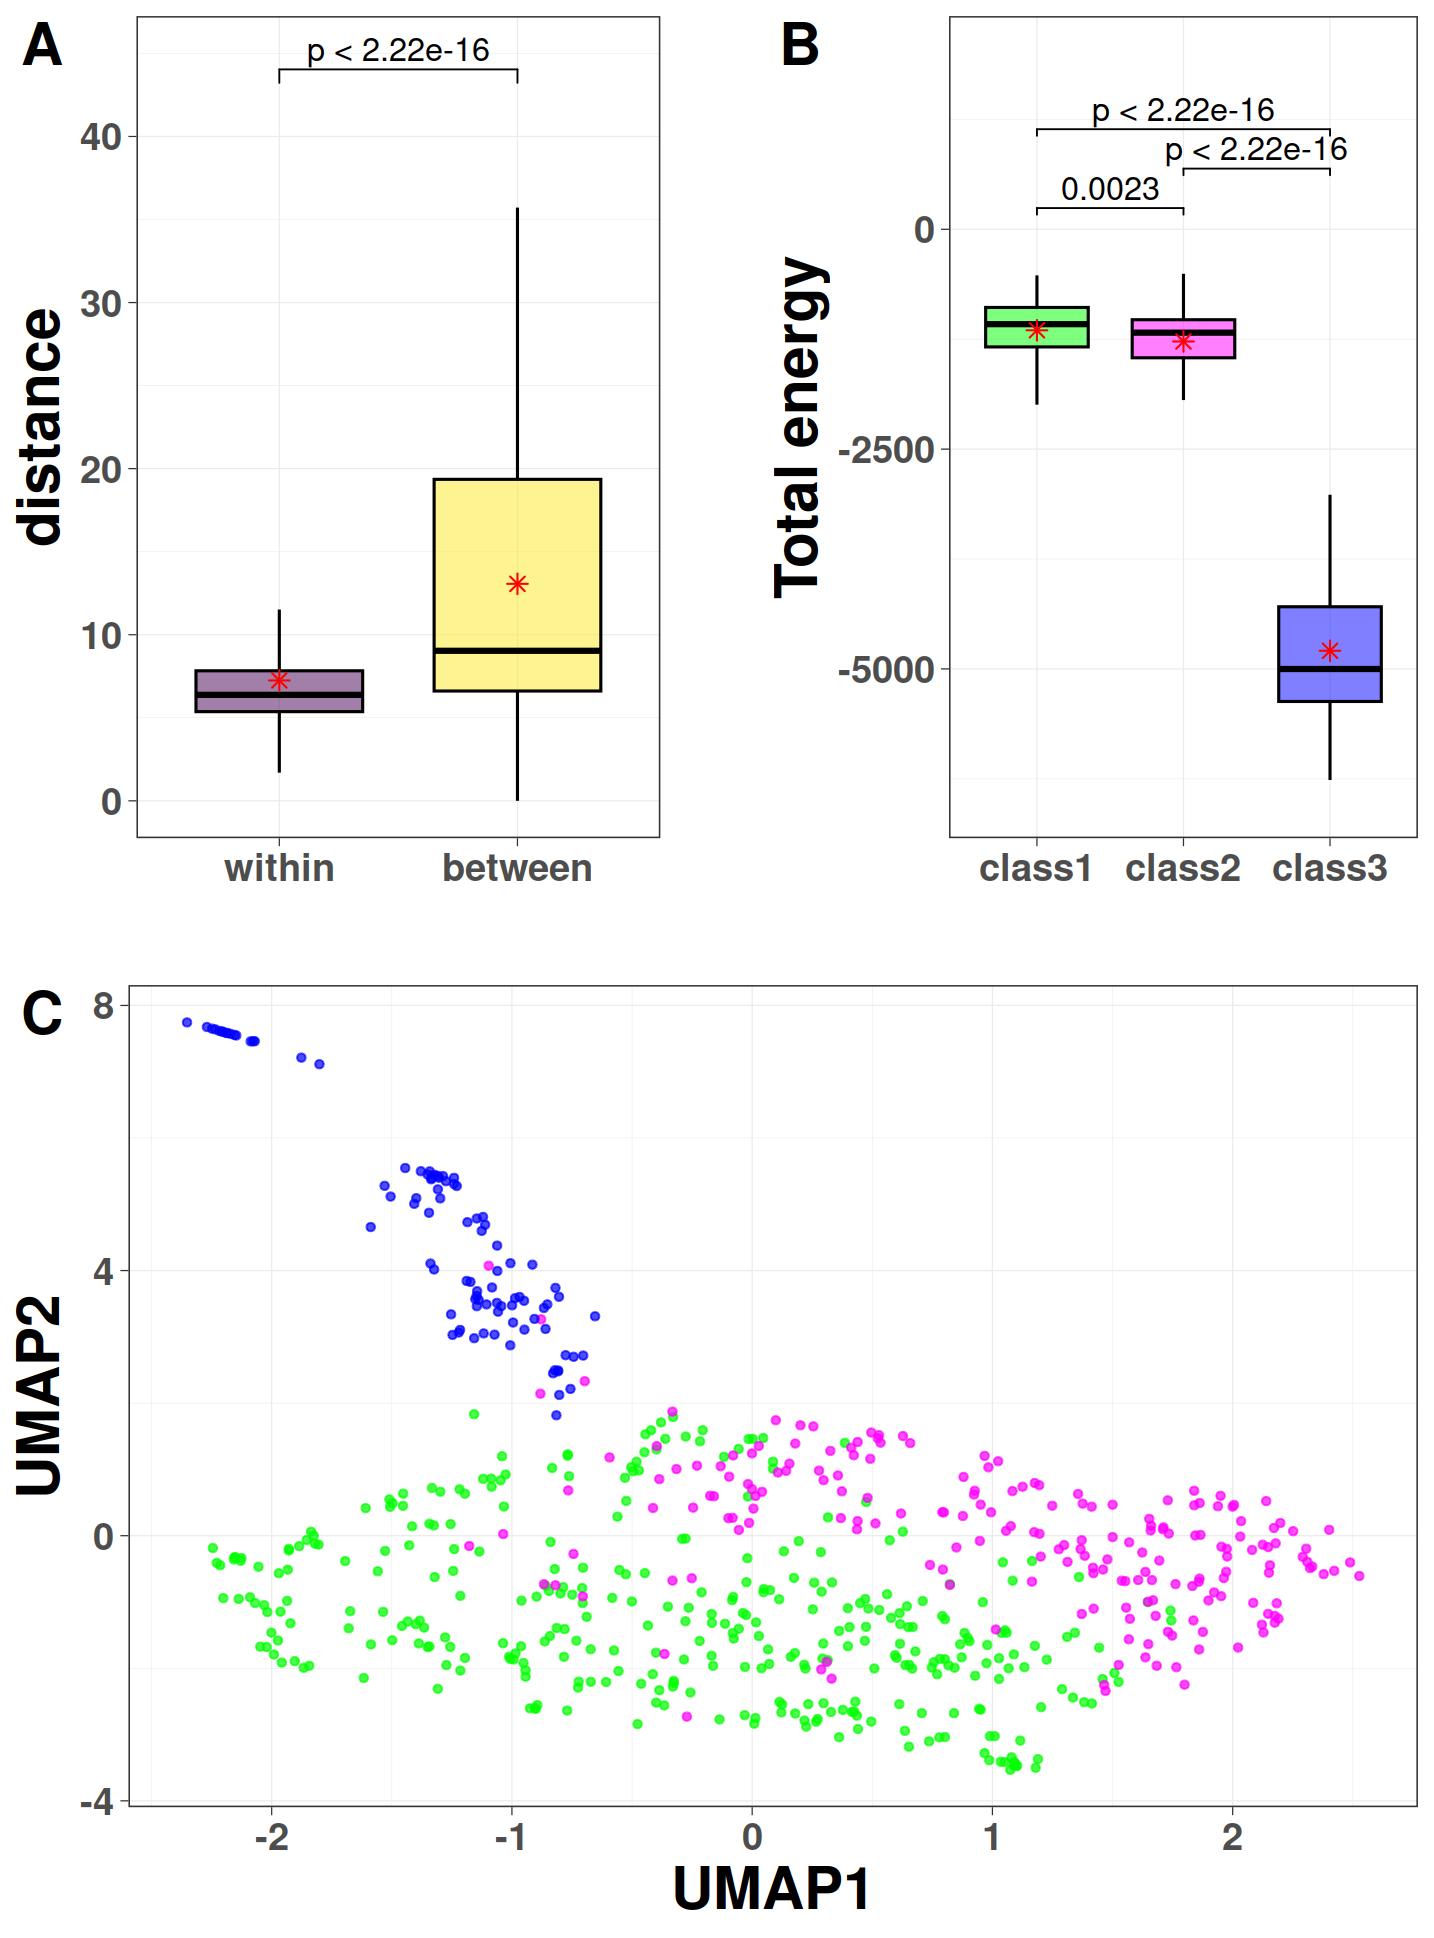 A
p < 2.22e-16
distance
40
30
20
10
0
within between
B
p < 2.22e-16
p < 2.22e-16
0.0023
Total energy
0
-2500
-5000
class1 class2 class3
C
UMAP2
8
4
0
-4
-2 -1 0 1 2
UMAP1